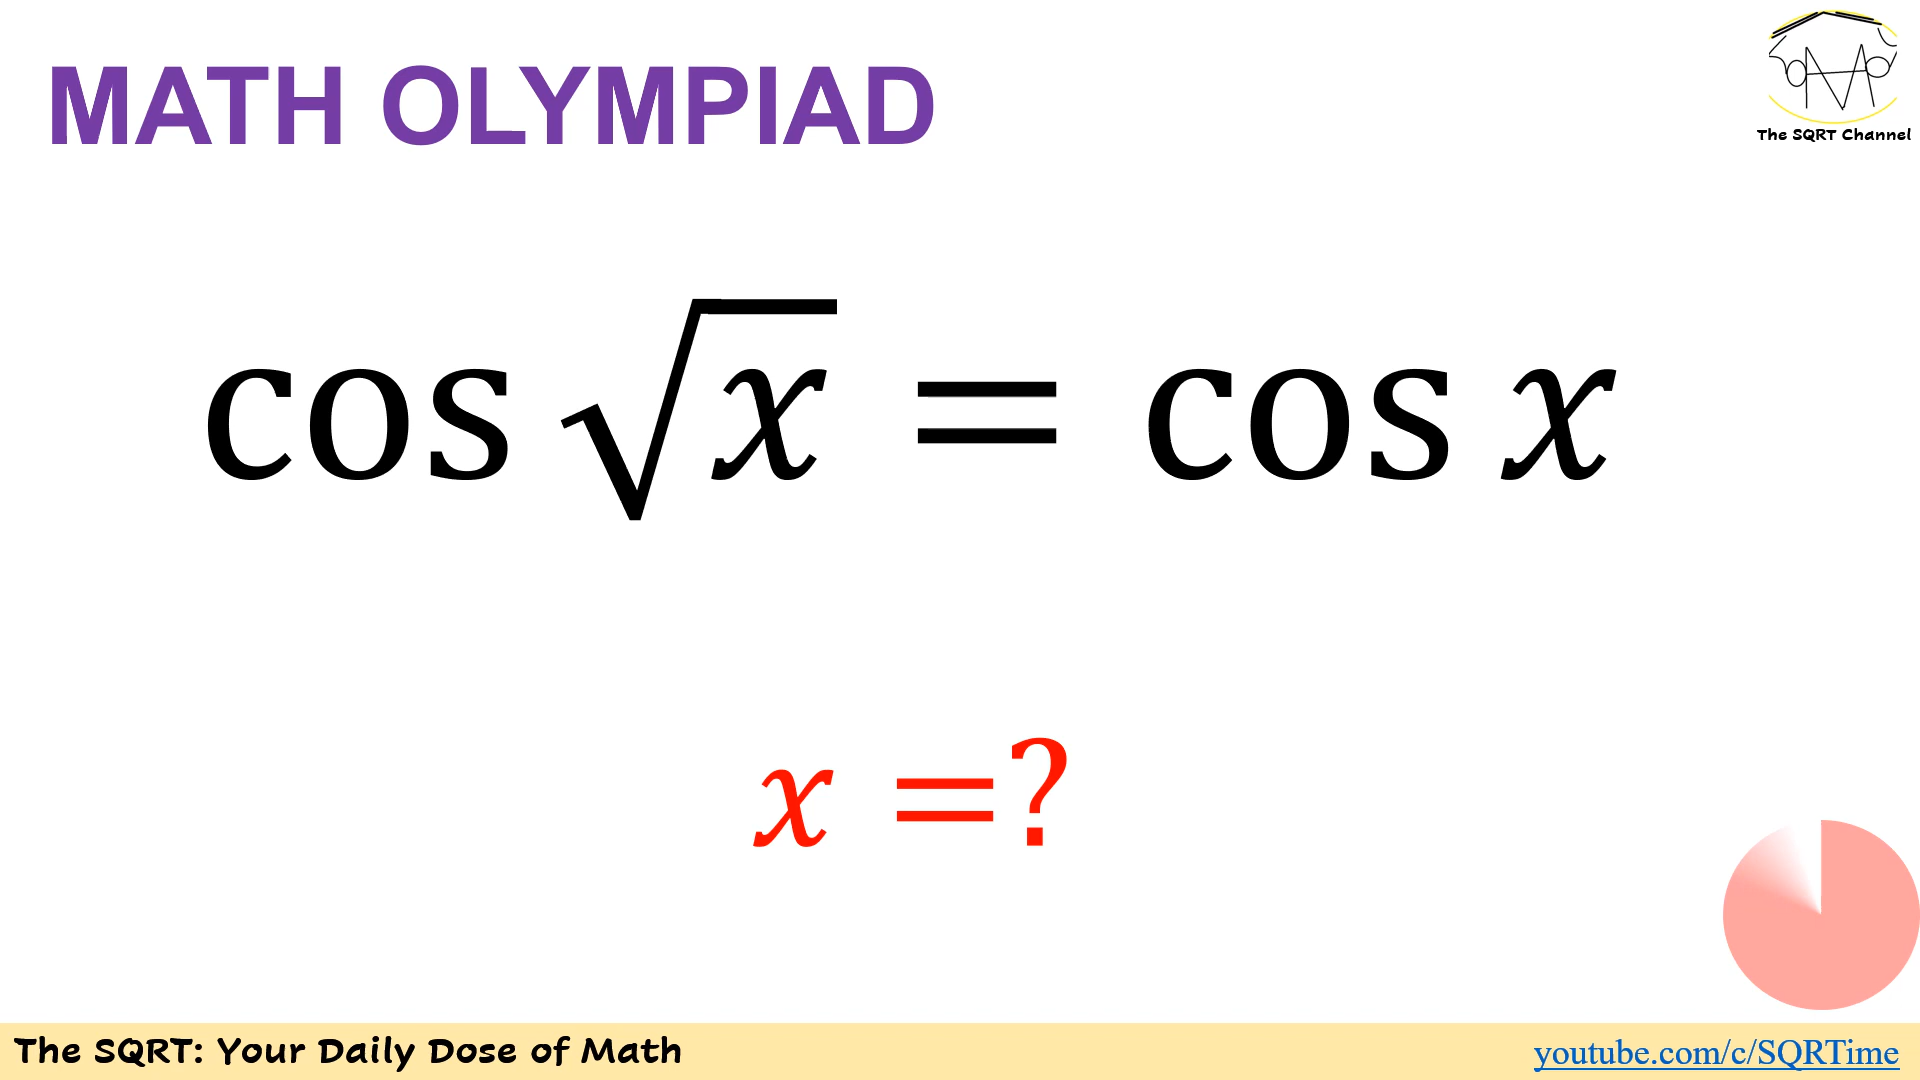 MATH OLYMPIAD
The SQRT Channel
cos √x = cos x
x =?
The SQRT: Your Daily Dose of Math
youtube.com/c/SQRTime